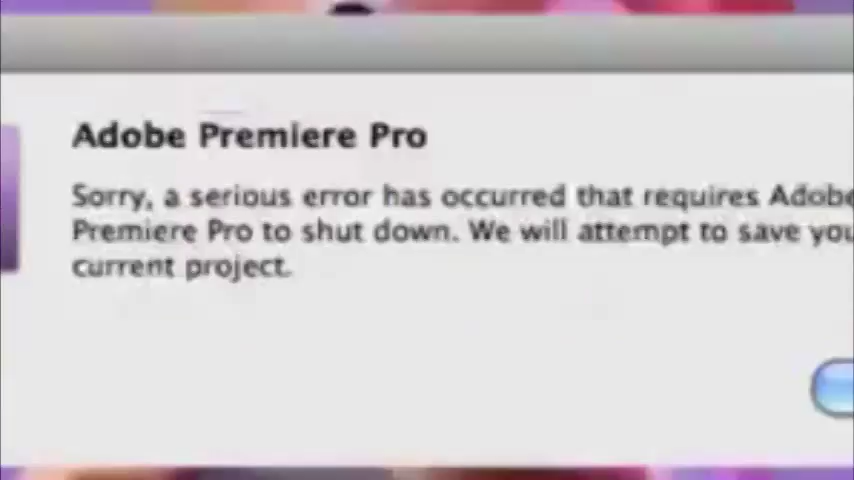 Adobe Premiere Pro
Sorry, a serious error has occurred that requires Adobe
Premiere Pro to shut down. We will attempt to save you
current project.